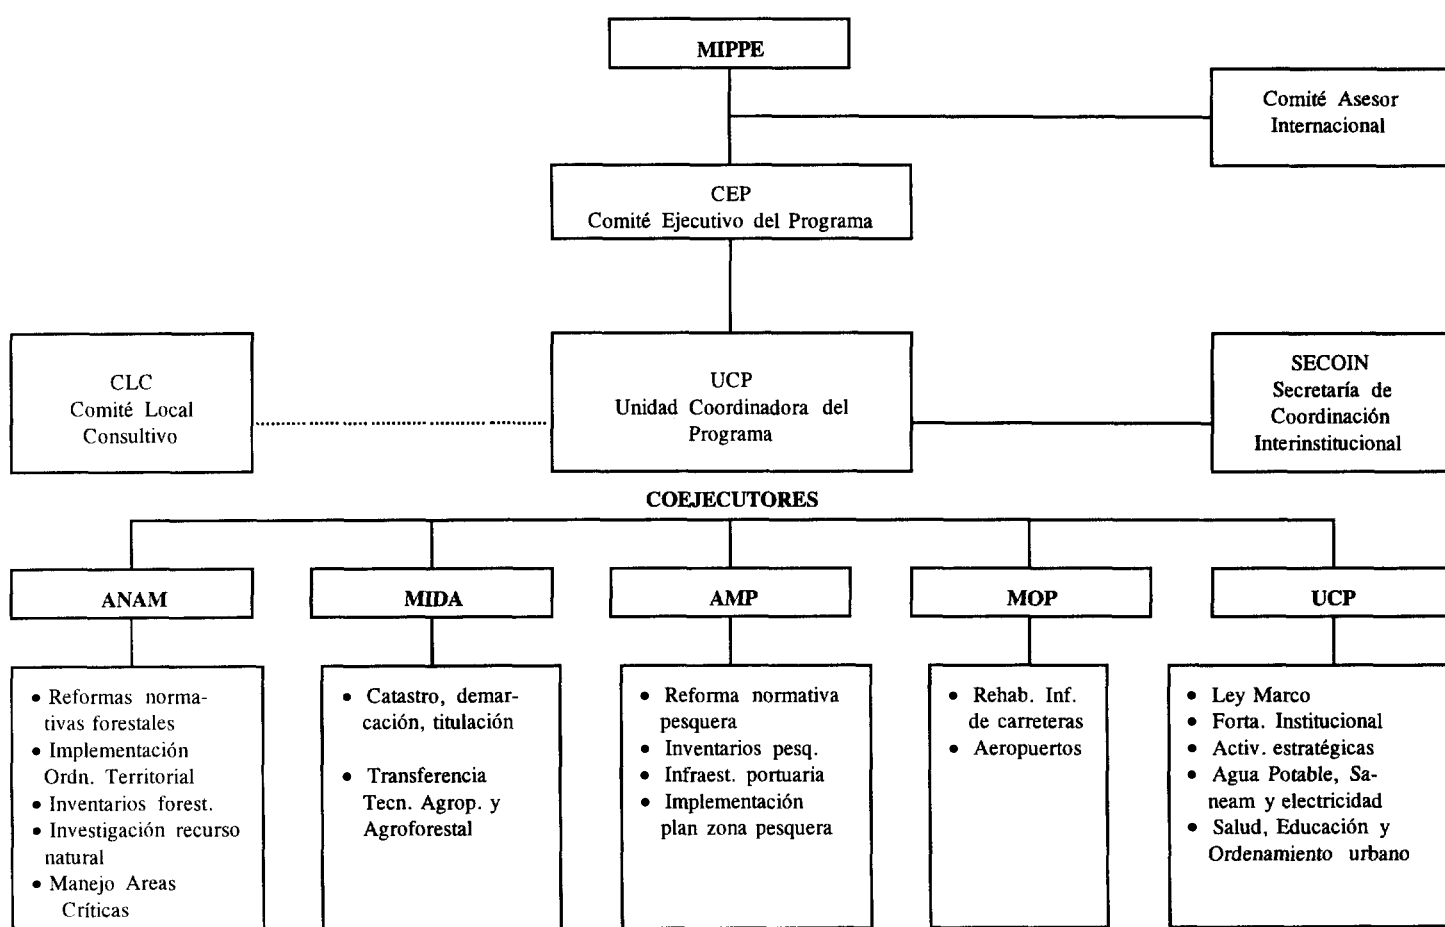 MIPPE
Comité Asesor
Internacional
CEP
Comité Ejecutivo del Programa
CLC
Comité Local
Consultivo
UCP
Unidad Coordinadora del
Programa
SECOIN
Secretaría de
Coordinación
Interinstitucional
COEJECUTORES
ANAM
MIDA
AMP
MOP
UCP
• Reformas norma-
tivas forestales
• Implementación
Ordn. Territorial
• Inventarios forest.
• Investigación recurso
natural
• Manejo Areas
Críticas
• Catastro, demar-
cación, titulación
• Transferencia
Tecn. Agrop. y
Agroforestal
• Reforma normativa
pesquera
• Inventarios pesq.
• Infraest. portuaria
• Implementación
plan zona pesquera
• Rehab. Inf.
de carreteras
• Aeropuertos
• Ley Marco
• Forta. Institucional
• Activ. estratégicas
• Agua Potable, Sa-
neam y electricidad
• Salud, Educación y
Ordenamiento urbano